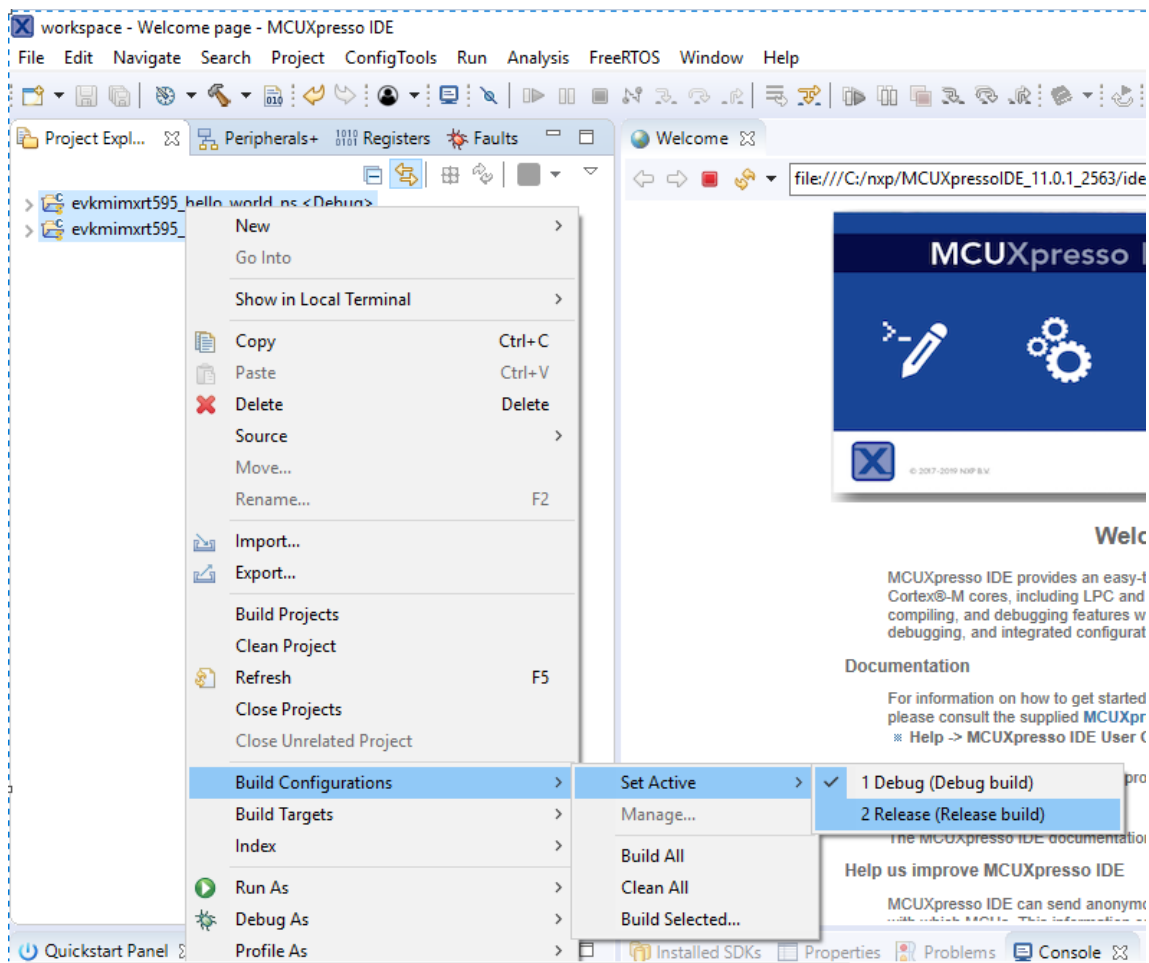 workspace - Welcome page - MCUXpresso IDE
File Edit Navigate Search Project ConfigTools Run Analysis FreeRTOS Window Help
Project Expl... Peripherals+ Registers Faults
Welcome
file:///C:/nxp/MCUXpressoIDE_11.0.1_2563/ide
evkmimxrt595_hello_world_ns <Debug>
evkmimxrt595_
New
Go Into
Show in Local Terminal
Copy Ctrl+C
Paste Ctrl+V
Delete Delete
Source
Move...
Rename... F2
Import...
Export...
Build Projects
Clean Project
Refresh F5
Close Projects
Close Unrelated Project
Build Configurations
Build Targets
Index
Run As
Debug As
Profile As
Set Active
Manage...
Build All
Clean All
Build Selected...
1 Debug (Debug build)
2 Release (Release build)
MCUXpresso
© 2017-2019 NXP B.V.
Welc
MCUXpresso IDE provides an easy-t
Cortex®-M cores, including LPC and
compiling, and debugging features w
debugging, and integrated configurat
Documentation
For information on how to get started
please consult the supplied MCUXpr
Help -> MCUXpresso IDE User
pro
The MCUXpresso IDE documentation
Help us improve MCUXpresso IDE
MCUXpresso IDE can send anonymo
Quickstart Panel
Installed SDKs Properties Problems Console